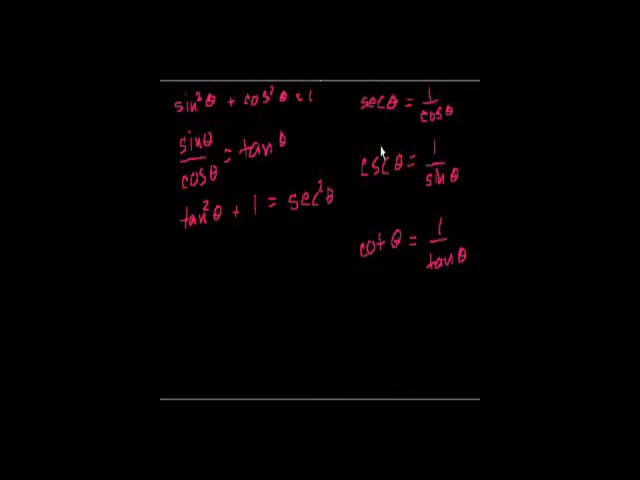 sin²θ + cos²θ = 1
sinθ/cosθ = tanθ
tan²θ + 1 = sec²θ
secθ = 1/cosθ
cscθ = 1/sinθ
cotθ = 1/tanθ